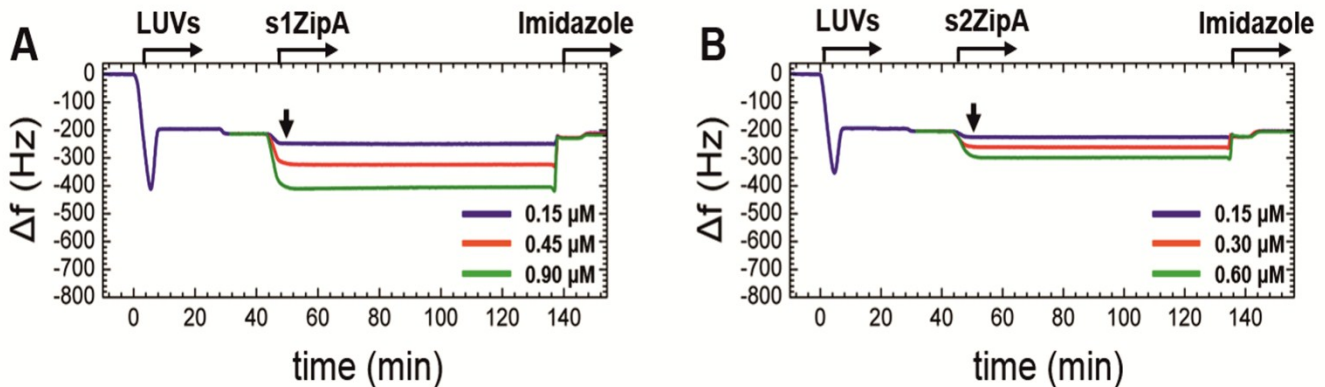 A
LUVs s1ZipA Imidazole
0
-100
-200
-300
-400
-500
-600
-700
-800
Δf (Hz)
0.15 µM
0.45 µM
0.90 µM
0 20 40 60 80 100 120 140
time (min)
B
LUVs s2ZipA Imidazole
0
-100
-200
-300
-400
-500
-600
-700
-800
Δf (Hz)
0.15 µM
0.30 µM
0.60 µM
0 20 40 60 80 100 120 140
time (min)